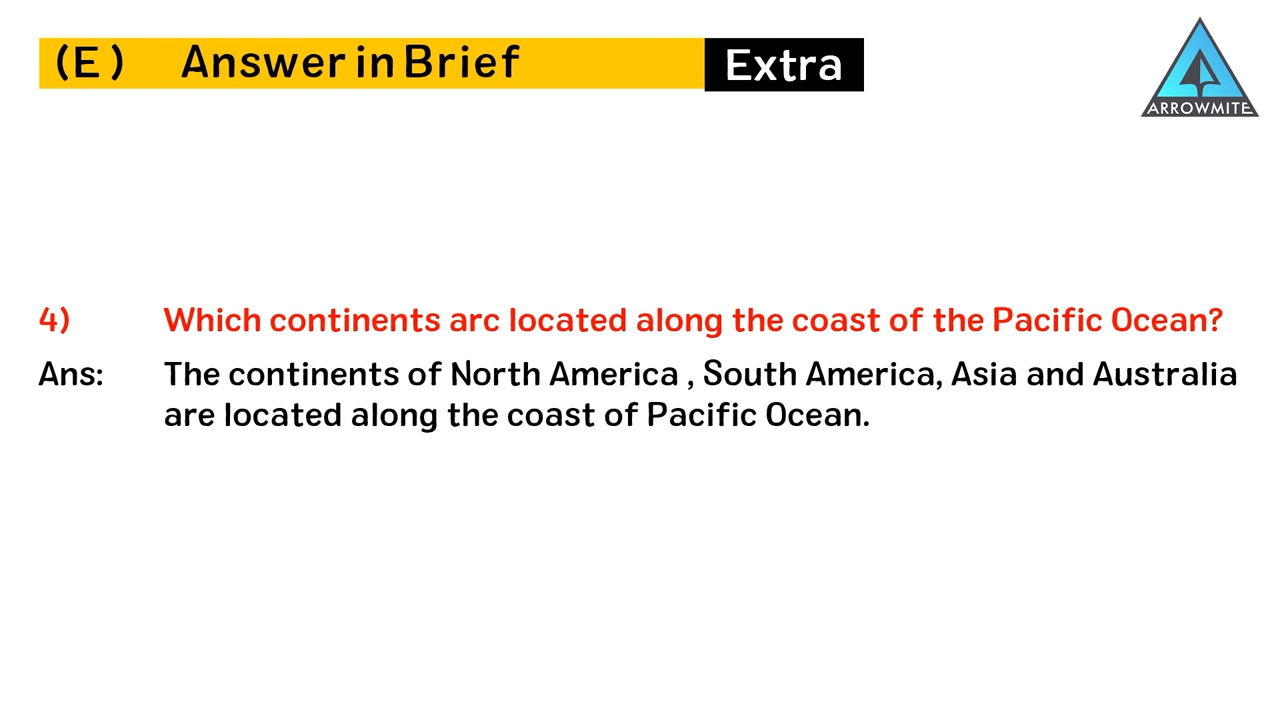 (E) Answer in Brief Extra
ARROWMITE
4) Which continents arc located along the coast of the Pacific Ocean?
Ans: The continents of North America , South America, Asia and Australia
are located along the coast of Pacific Ocean.